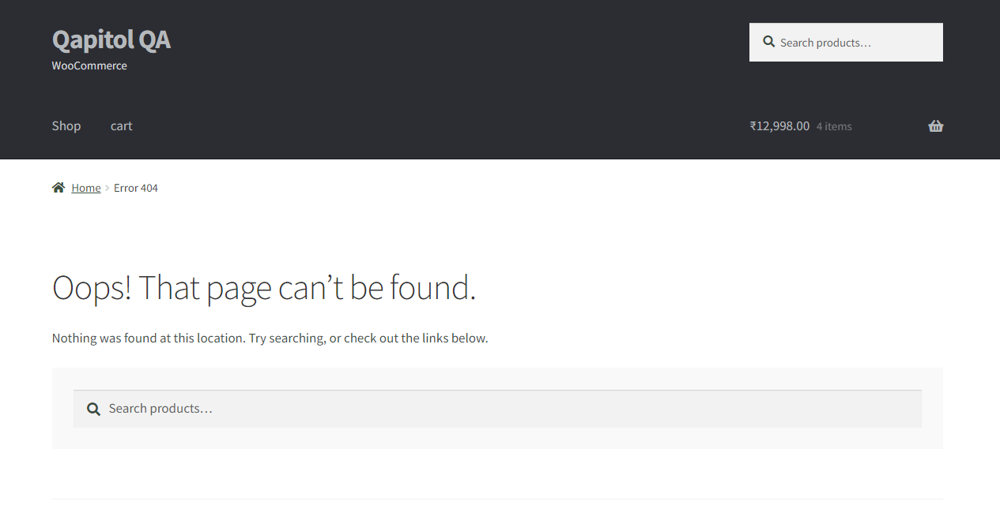 Qapitol QA
WooCommerce
Search products…
Shop cart ₹12,998.00 4 items
Home Error 404
Oops! That page can’t be found.
Nothing was found at this location. Try searching, or check out the links below.
Search products…